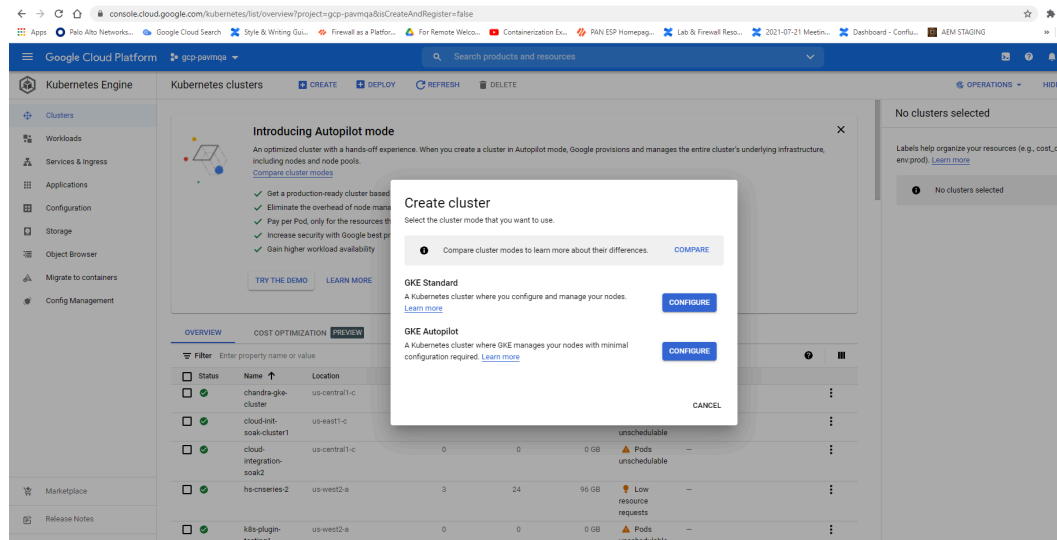 console.cloud.google.com/kubernetes/list/overview?project=gcp-pavmqa&isCreateAndRegister=false
Apps Palo Alto Networks... Google Cloud Search Style & Writing Gui... Firewall as a Platfor... For Remote Welco... Containerization Ex... PAN ESP Homepag... Lab & Firewall Reso... 2021-07-21 Meetin... Dashboard - Conflu... AEM STAGING »
Google Cloud Platform gcp-pavmqa Search products and resources
Kubernetes Engine Kubernetes clusters CREATE DEPLOY REFRESH DELETE OPERATIONS
Clusters
Workloads
Services & Ingress
Applications
Configuration
Storage
Object Browser
Migrate to containers
Config Management
Marketplace
Release Notes
Introducing Autopilot mode
An optimized cluster with a hands-off experience. When you create a cluster in Autopilot mode, Google provisions and manages the entire cluster's underlying infrastructure,
including nodes and node pools.
Compare cluster modes
Get a production-ready cluster based
Eliminate the overhead of node mana
Pay per Pod, only for the resources th
Increase security with Google best pr
Gain higher workload availability
TRY THE DEMO LEARN MORE
OVERVIEW COST OPTIMIZATION PREVIEW
Filter Enter property name or value
Status Name Location
chandra-gke-
cluster
us-central1-c
cloud-init-
soak-cluster1
us-east1-c
unschedulable
cloud-
integration-
soak2
us-central1-c 0 0 0 GB Pods
unschedulable
–
hs-cnseries-2 us-west2-a 3 24 96 GB Low
resource
requests
–
k8s-plugin-
us-west2-a 0 0 0 GB Pods
–
Create cluster
Select the cluster mode that you want to use.
Compare cluster modes to learn more about their differences. COMPARE
GKE Standard
A Kubernetes cluster where you configure and manage your nodes.
Learn more
CONFIGURE
GKE Autopilot
A Kubernetes cluster where GKE manages your nodes with minimal
configuration required. Learn more
CONFIGURE
CANCEL
No clusters selected
Labels help organize your resources (e.g., cost_c
env:prod). Learn more
No clusters selected